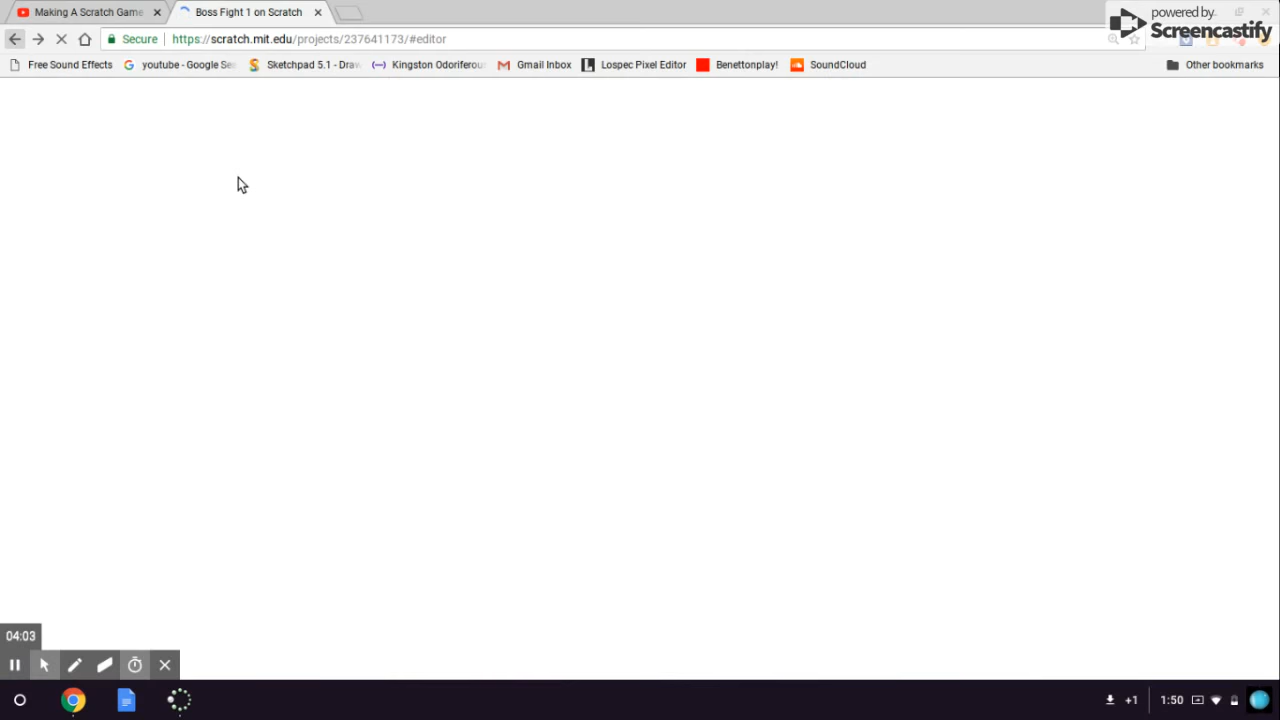 Making A Scratch Game
Boss Fight 1 on Scratch
powered by
Screencastify
Secure
https://scratch.mit.edu/projects/237641173/#editor
Free Sound Effects
youtube - Google Se
Sketchpad 5.1 - Draw
Kingston Odoriferou
Gmail Inbox
Lospec Pixel Editor
Benettonplay!
SoundCloud
Other bookmarks
04:03
+1
1:50